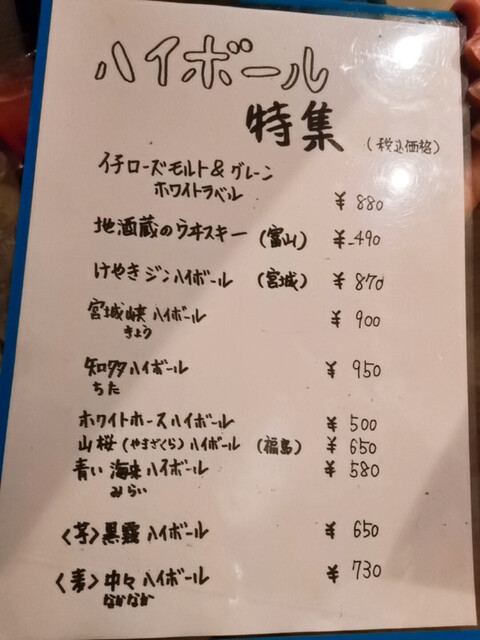 ハイボール
特集
(税込価格)
イチローズモルト&グレーン
ホワイトラベル ¥880
地酒蔵のウヰスキー (富山) ¥490
けやきジンハイボール (宮城) ¥870
宮城峡ハイボール ¥900
きょう
知多ハイボール ¥950
ちた
ホワイトホースハイボール ¥500
山桜(やまざくら)ハイボール (福島) ¥650
青い海味ハイボール ¥580
みらい
〈芋〉黒霧ハイボール ¥650
〈麦〉中々ハイボール ¥730
なかなか